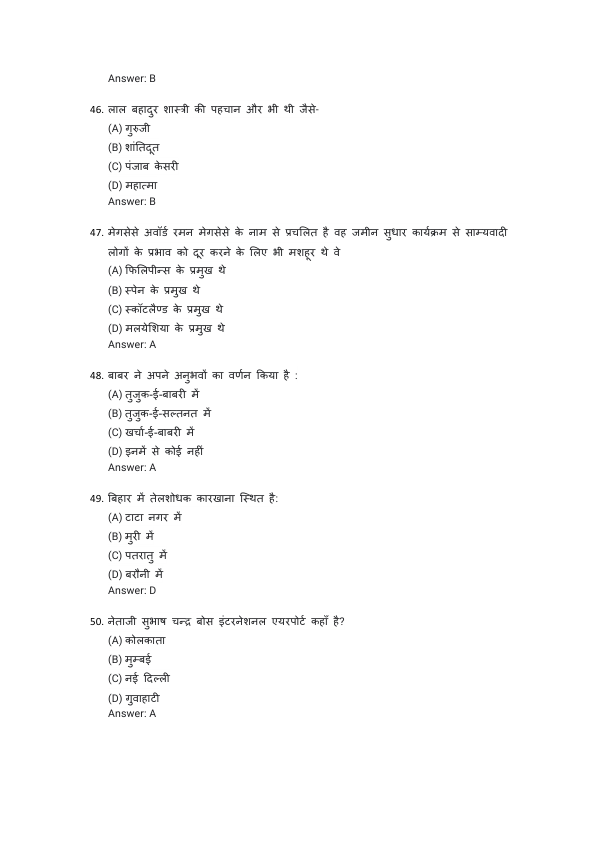 Answer: B
46. लाल बहादुर शास्त्री की पहचान और भी थी जैसे-
(A) गुरुजी
(B) शांतिदूत
(C) पंजाब केसरी
(D) महात्मा
Answer: B
47. मेगसेसे अवॉर्ड रमन मेगसेसे के नाम से प्रचलित है वह जमीन सुधार कार्यक्रम से साम्यवादी
लोगों के प्रभाव को दूर करने के लिए भी मशहूर थे वे
(A) फिलिपीन्स के प्रमुख थे
(B) स्पेन के प्रमुख थे
(C) स्कॉटलैण्ड के प्रमुख थे
(D) मलयेशिया के प्रमुख थे
Answer: A
48. बाबर ने अपने अनुभवों का वर्णन किया है :
(A) तुजुक-ई-बाबरी में
(B) तुजुक-ई-सल्तनत में
(C) खर्चा-ई-बाबरी में
(D) इनमें से कोई नहीं
Answer: A
49. बिहार में तेलशोधक कारखाना स्थित है:
(A) टाटा नगर में
(B) मुरी में
(C) पतरातु में
(D) बरौनी में
Answer: D
50. नेताजी सुभाष चन्द्र बोस इंटरनेशनल एयरपोर्ट कहाँ है?
(A) कोलकाता
(B) मुम्बई
(C) नई दिल्ली
(D) गुवाहाटी
Answer: A